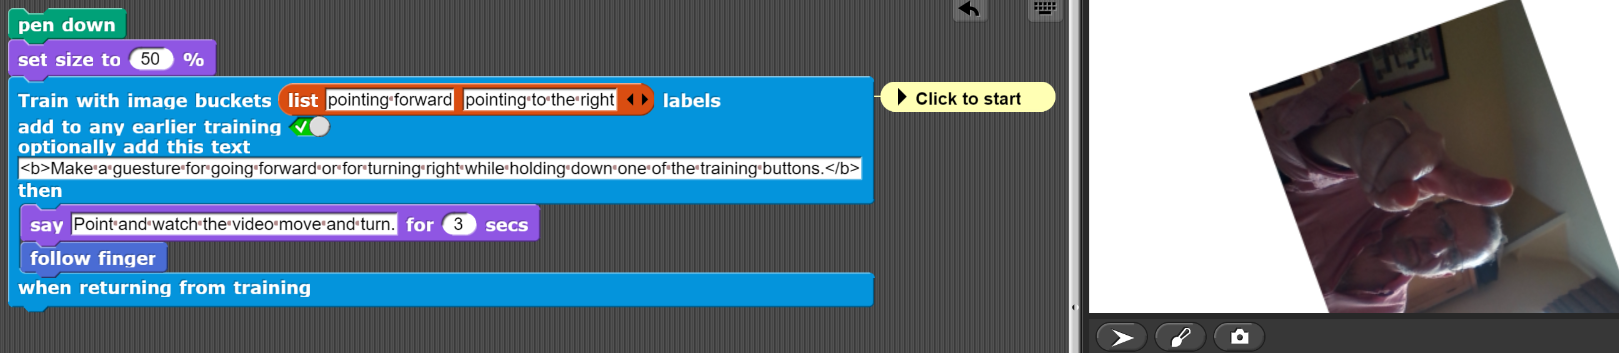 pen down
set size to 50 %
Train with image buckets list pointing forward pointing to the right labels
Click to start
add to any earlier training
optionally add this text
<b>Make a guesture for going forward or for turning right while holding down one of the training buttons.</b>
then
say Point and watch the video move and turn. for 3 secs
follow finger
when returning from training